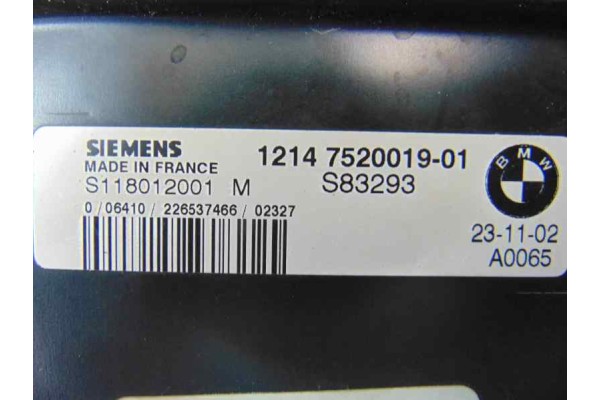 SIEMENS
MADE IN FRANCE
S118012001 M
1214 7520019-01
S83293
0/06410/226537466/02327
BMW
23-11-02
A0065